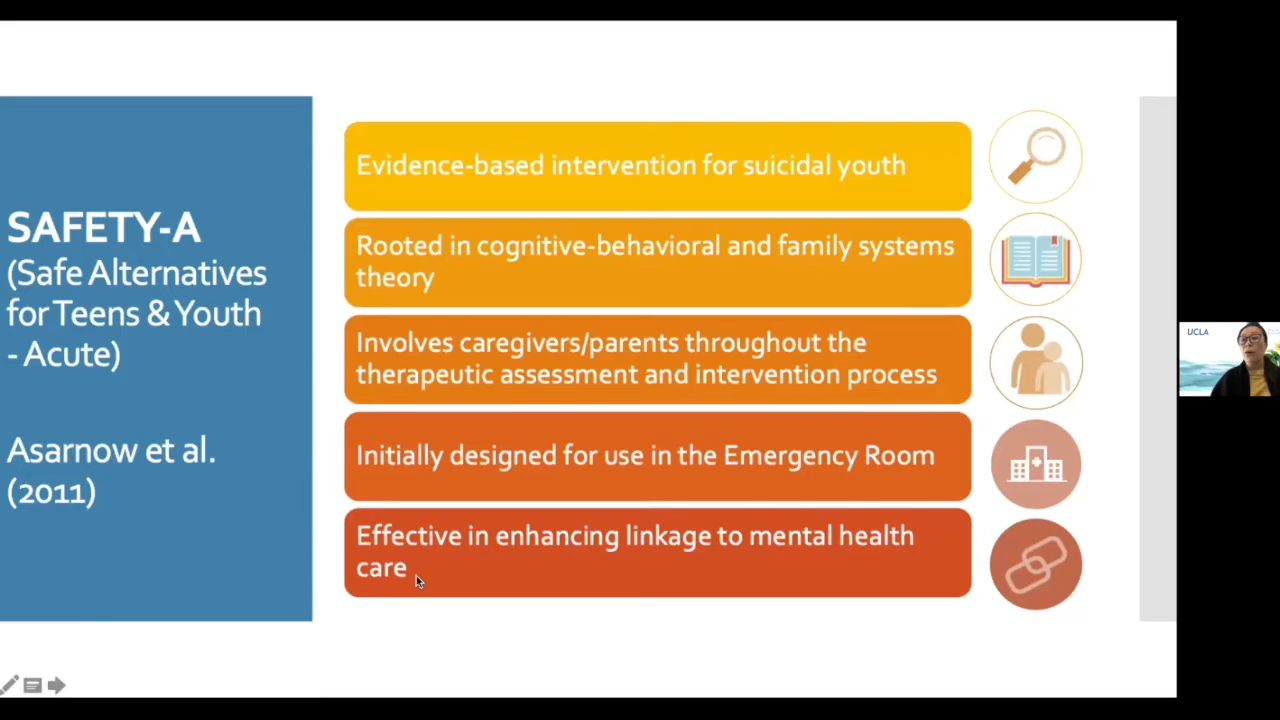 SAFETY-A
(Safe Alternatives
for Teens & Youth
- Acute)
Asarnow et al.
(2011)
Evidence-based intervention for suicidal youth
Rooted in cognitive-behavioral and family systems
theory
Involves caregivers/parents throughout the
therapeutic assessment and intervention process
Initially designed for use in the Emergency Room
Effective in enhancing linkage to mental health
care
UCLA